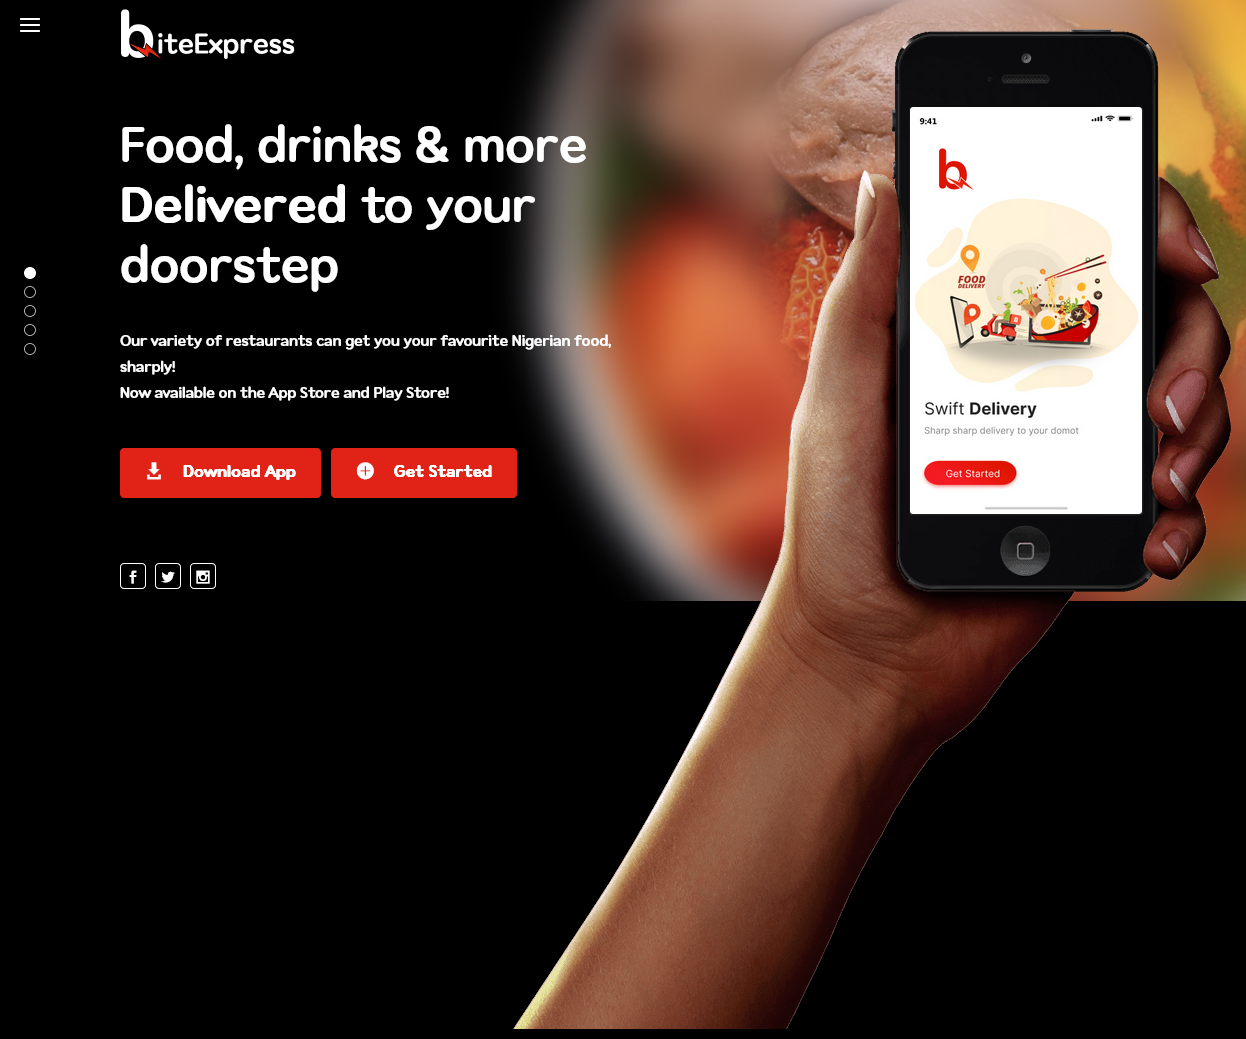 biteExpress
Food, drinks & more
Delivered to your
doorstep
Our variety of restaurants can get you your favourite Nigerian food,
sharply!
Now available on the App Store and Play Store!
Download App
Get Started
9:41
b
FOOD
DELIVERY
Swift Delivery
Sharp sharp delivery to your domot
Get Started